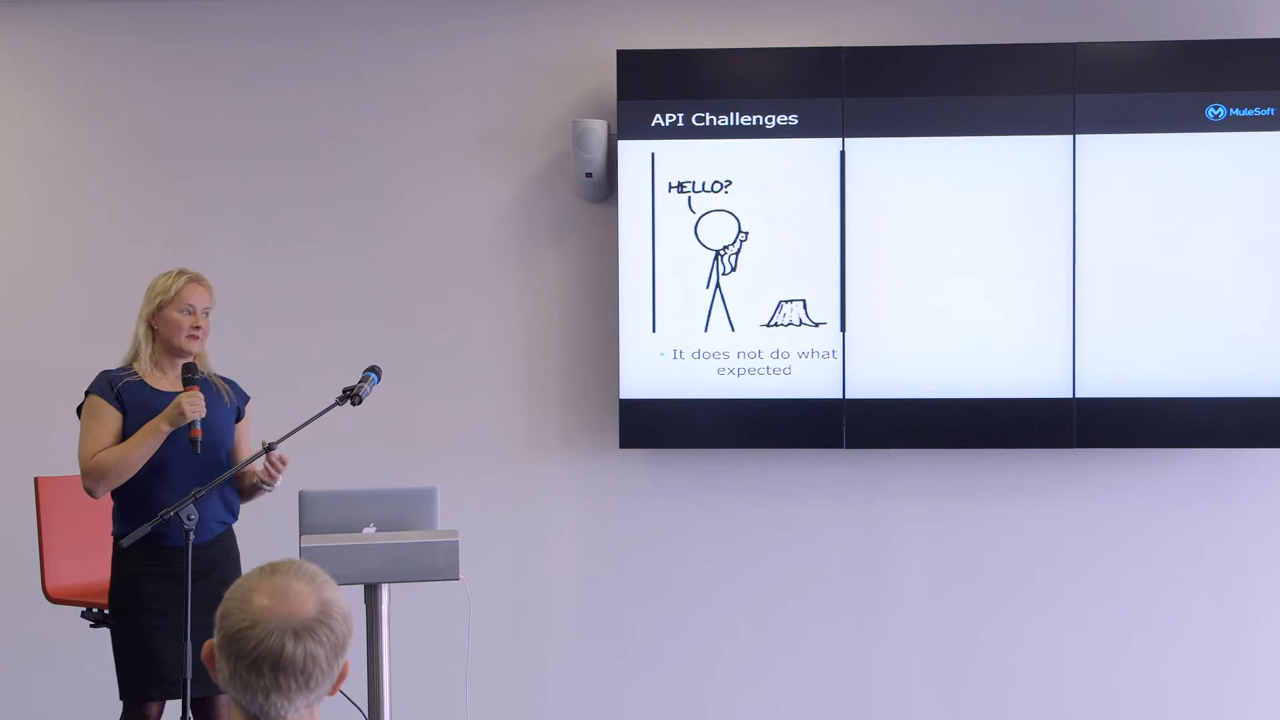 API Challenges
MuleSoft
HELLO?
• It does not do what
expected